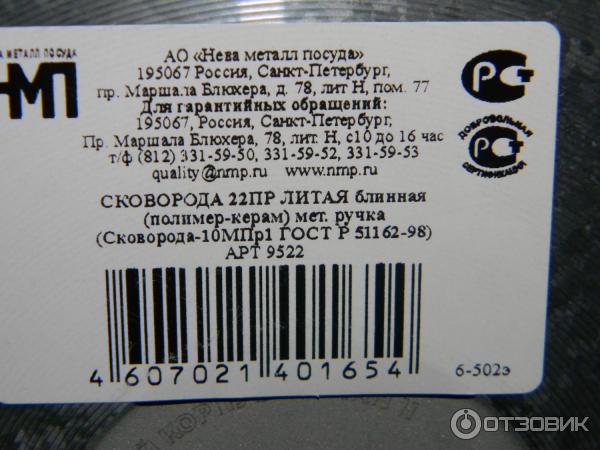 А МЕТАЛЛ ПОСУДА
НМП
АО «Нева металл посуда»
195067 Россия, Санкт-Петербург,
пр. Маршала Блюхера, д. 78, лит Н, пом. 77
Для гарантийных обращений:
195067, Россия, Санкт-Петербург,
Пр. Маршала Блюхера, 78, лит. Н, с10 до 16 час
т/ф (812) 331-59-50, 331-59-52, 331-59-53
quality@nmp.ru www.nmp.ru
РСТ
ДОБРОВОЛЬНАЯ
РСТ
СЕРТИФИКАЦИЯ
СКОВОРОДА 22ПР ЛИТАЯ блинная
(полимер-керам) мет. ручка
(Сковорода-10МПр1 ГОСТ Р 51162-98)
АРТ 9522
4 607021 401654
6-502э
ОТЗОВИК